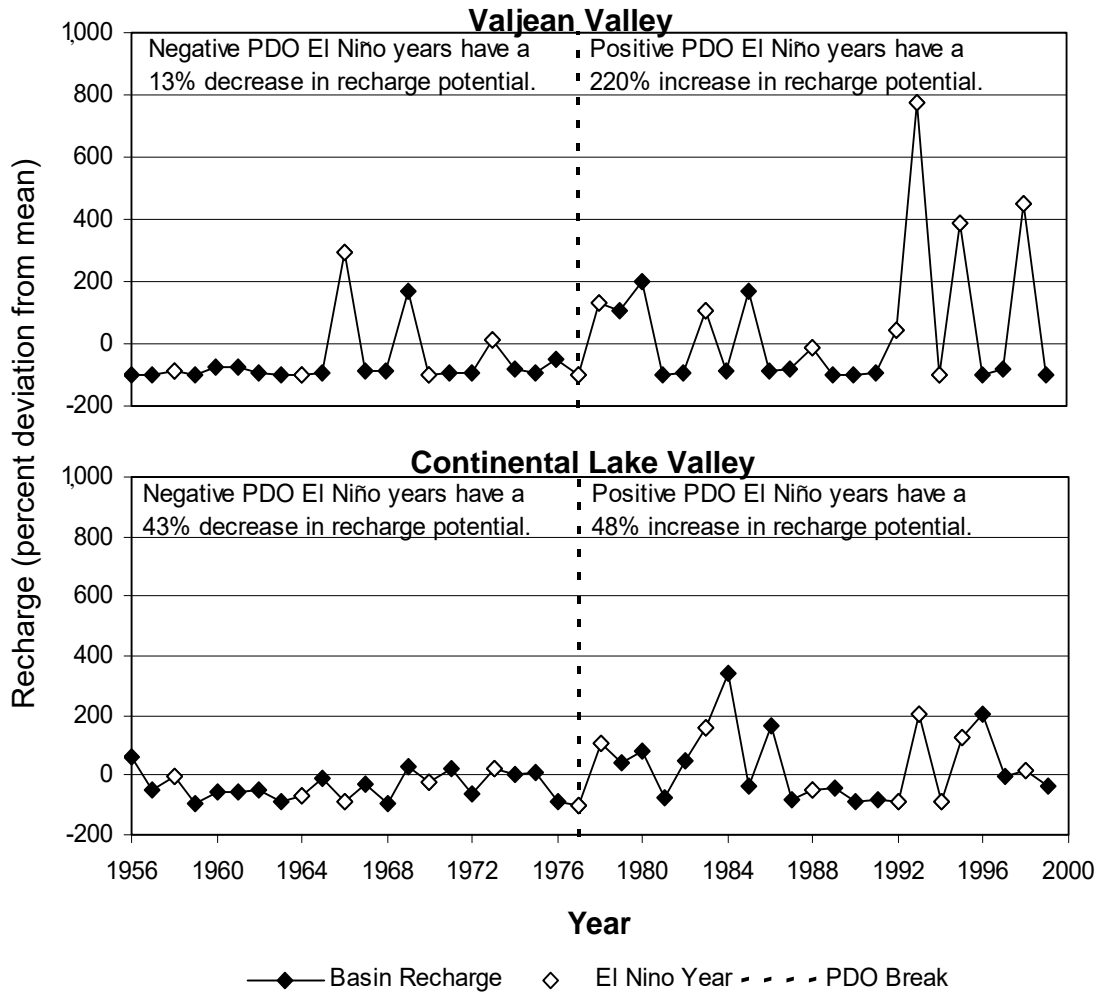 Valjean Valley
1,000
800
600
400
200
0
-200
Negative PDO El Niño years have a
13% decrease in recharge potential.
Positive PDO El Niño years have a
220% increase in recharge potential.
Recharge (percent deviation from mean)
Continental Lake Valley
1,000
800
600
400
200
0
-200
Negative PDO El Niño years have a
43% decrease in recharge potential.
Positive PDO El Niño years have a
48% increase in recharge potential.
1956 1960 1964 1968 1972 1976 1980 1984 1988 1992 1996 2000
Year
Basin Recharge El Nino Year PDO Break